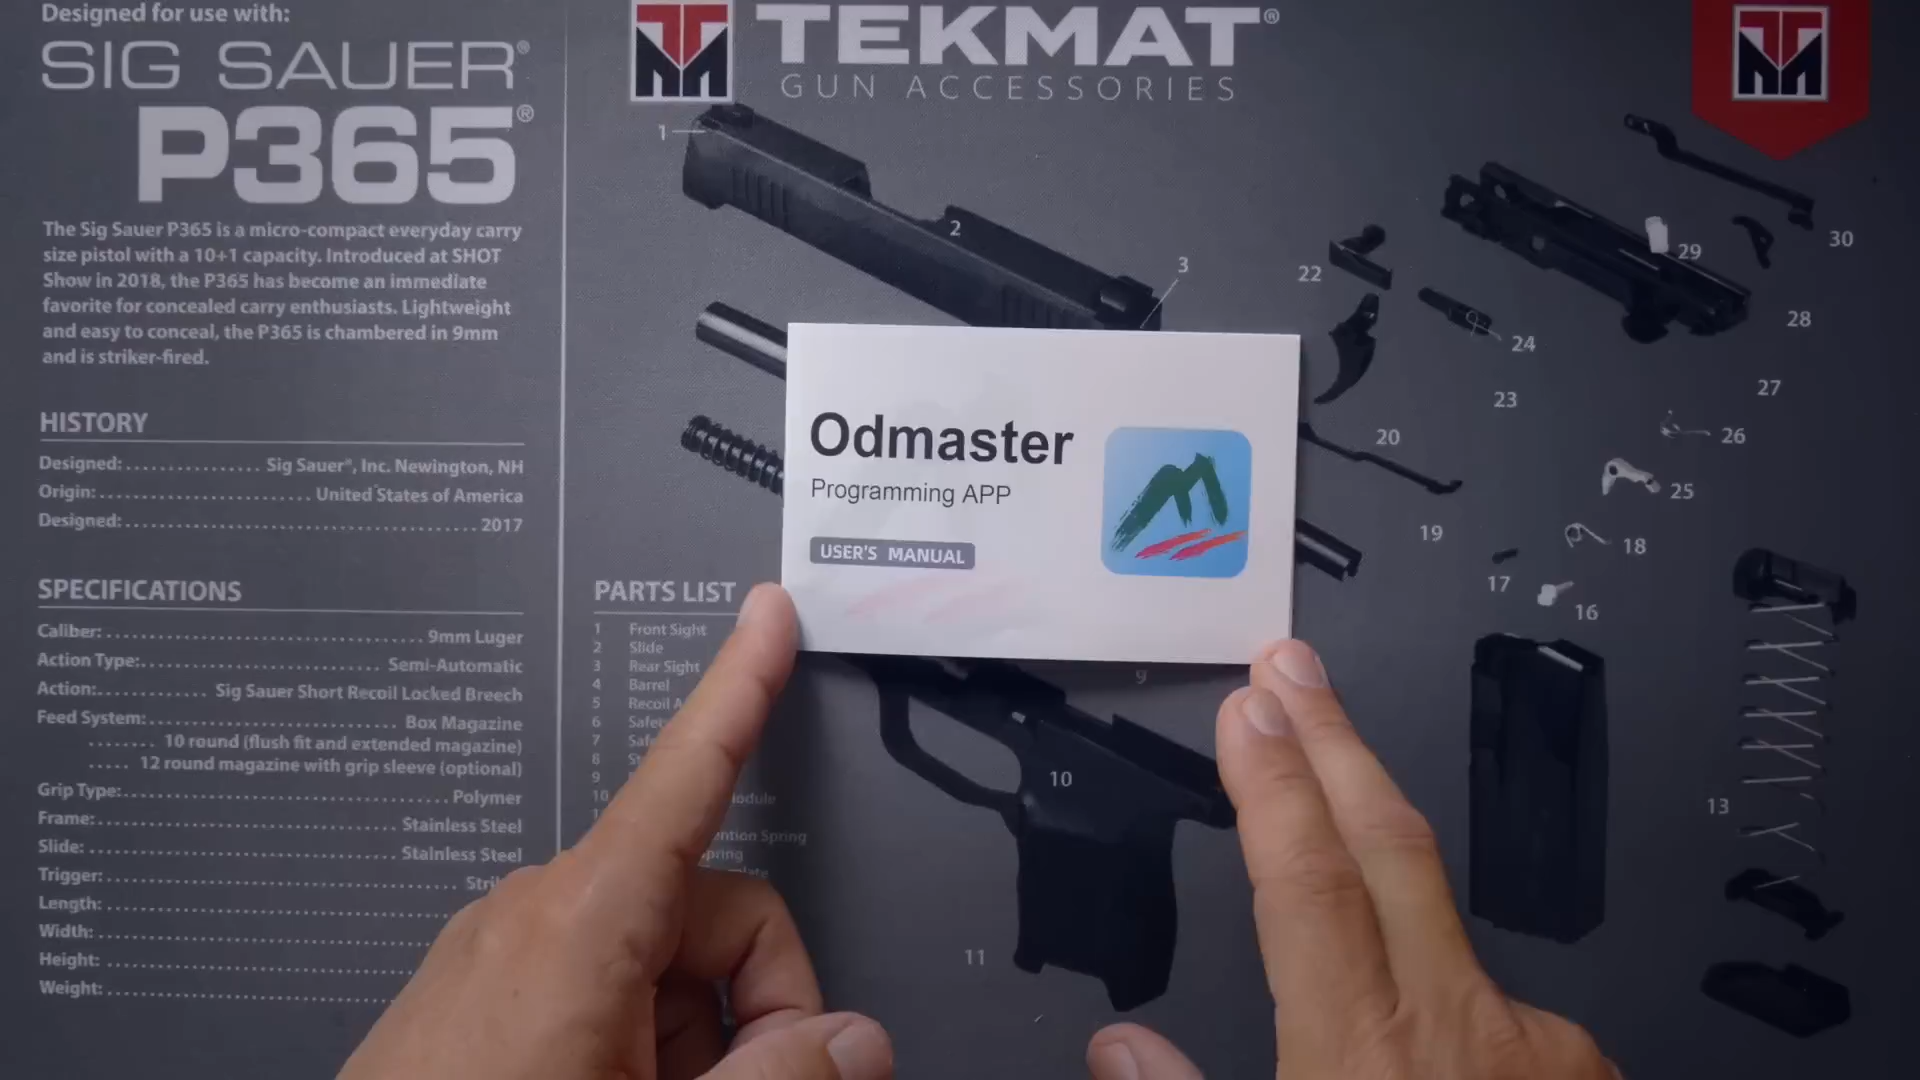 Designed for use with:
SIG SAUER®
P365®
The Sig Sauer P365 is a micro-compact everyday carry
size pistol with a 10+1 capacity. Introduced at SHOT
Show in 2018, the P365 has become an immediate
favorite for concealed carry enthusiasts. Lightweight
and easy to conceal, the P365 is chambered in 9mm
and is striker-fired.
HISTORY
Designed: Sig Sauer®, Inc. Newington, NH
Origin: United States of America
Designed: 2017
SPECIFICATIONS
Caliber: 9mm Luger
Action Type: Semi-Automatic
Action: Sig Sauer Short Recoil Locked Breech
Feed System: Box Magazine
10 round (flush fit and extended magazine)
12 round magazine with grip sleeve (optional)
Grip Type: Polymer
Frame: Stainless Steel
Slide: Stainless Steel
Trigger:
Length:
Width:
Height:
Weight:
TEKMAT®
GUN ACCESSORIES
PARTS LIST
1 Front Sight
2 Slide
3 Rear Sight
4 Barrel
5 Recoil
6
7
8
9
10
Spring
Odmaster
Programming APP
USER'S MANUAL
1
2
3
22
29
30
24
28
23
27
20
26
25
19
18
17
16
9
10
13
11